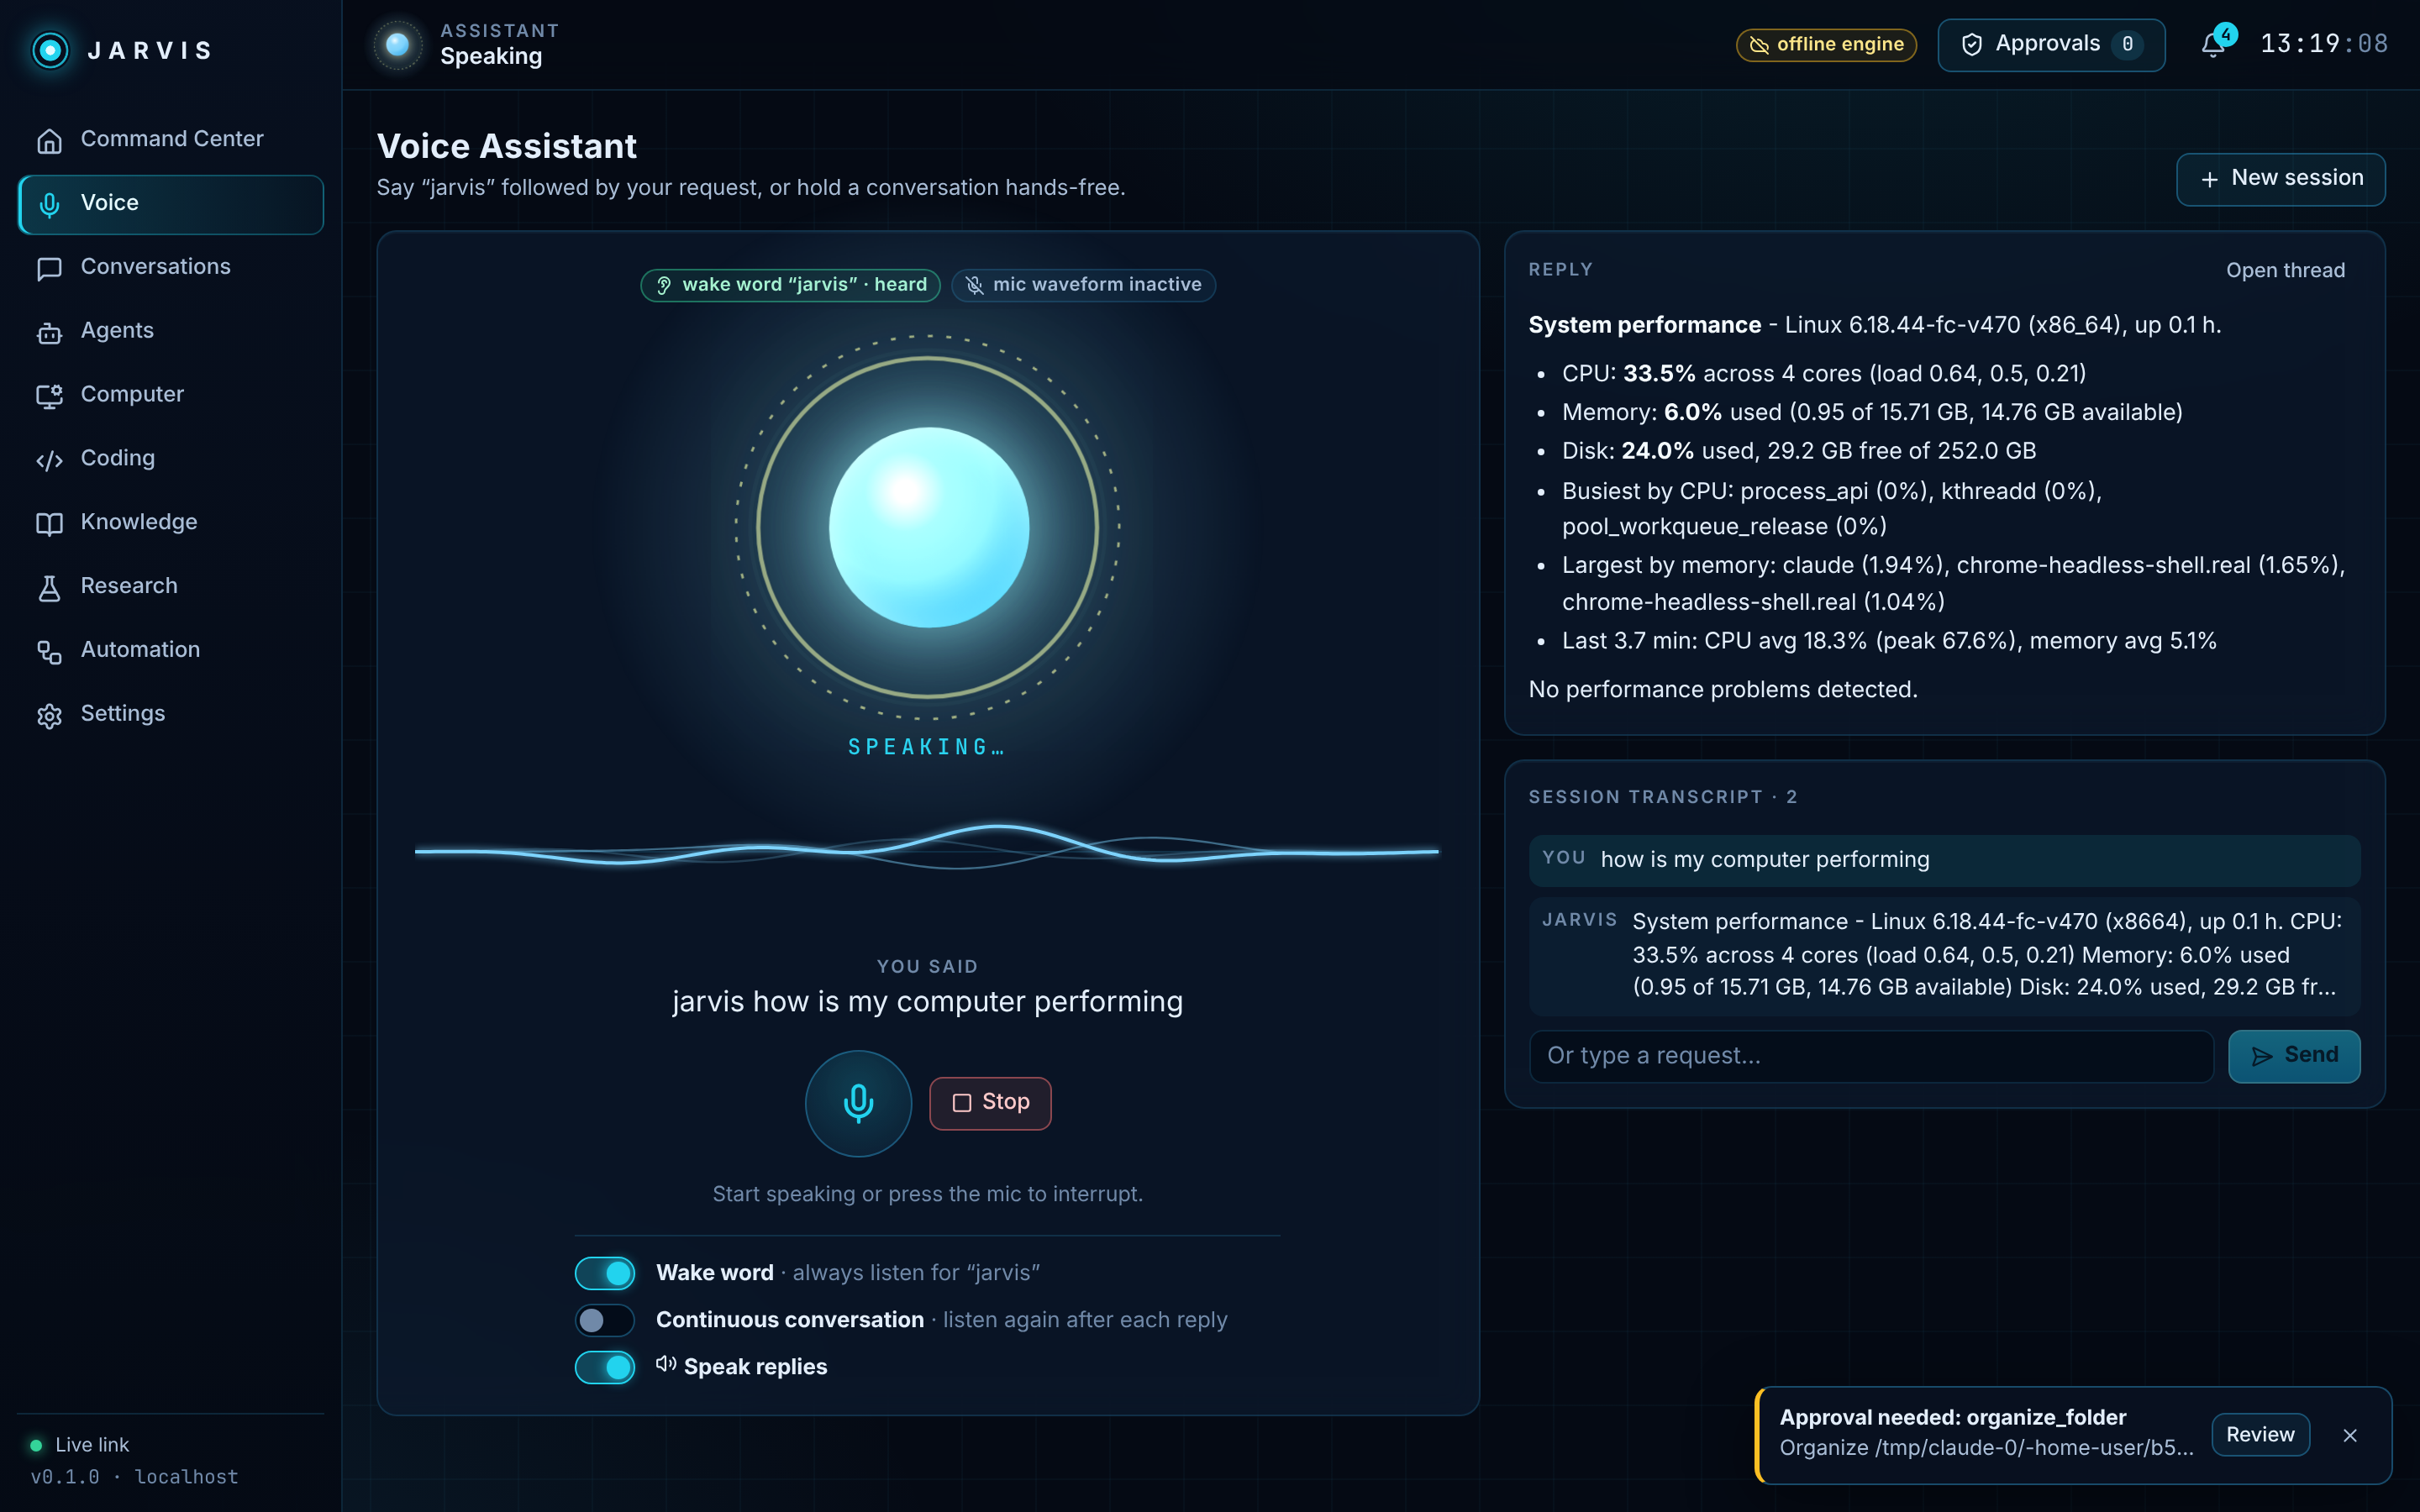 JARVIS
Command Center
Voice
Conversations
Agents
Computer
Coding
Knowledge
Research
Automation
Settings
Live link
v0.1.0 · localhost
ASSISTANT
Speaking
offline engine
Approvals 0
4
13:19:08
Voice Assistant
Say “jarvis” followed by your request, or hold a conversation hands-free.
New session
wake word “jarvis” · heard
mic waveform inactive
SPEAKING…
YOU SAID
jarvis how is my computer performing
Stop
Start speaking or press the mic to interrupt.
Wake word · always listen for “jarvis”
Continuous conversation · listen again after each reply
Speak replies
REPLY
Open thread
System performance - Linux 6.18.44-fc-v470 (x86_64), up 0.1 h.
• CPU: 33.5% across 4 cores (load 0.64, 0.5, 0.21)
• Memory: 6.0% used (0.95 of 15.71 GB, 14.76 GB available)
• Disk: 24.0% used, 29.2 GB free of 252.0 GB
• Busiest by CPU: process_api (0%), kthreadd (0%),
pool_workqueue_release (0%)
• Largest by memory: claude (1.94%), chrome-headless-shell.real (1.65%),
chrome-headless-shell.real (1.04%)
• Last 3.7 min: CPU avg 18.3% (peak 67.6%), memory avg 5.1%
No performance problems detected.
SESSION TRANSCRIPT · 2
YOU how is my computer performing
JARVIS System performance - Linux 6.18.44-fc-v470 (x8664), up 0.1 h. CPU:
33.5% across 4 cores (load 0.64, 0.5, 0.21) Memory: 6.0% used
(0.95 of 15.71 GB, 14.76 GB available) Disk: 24.0% used, 29.2 GB fr…
Or type a request…
Send
Approval needed: organize_folder
Organize /tmp/claude-0/-home-user/b5…
Review